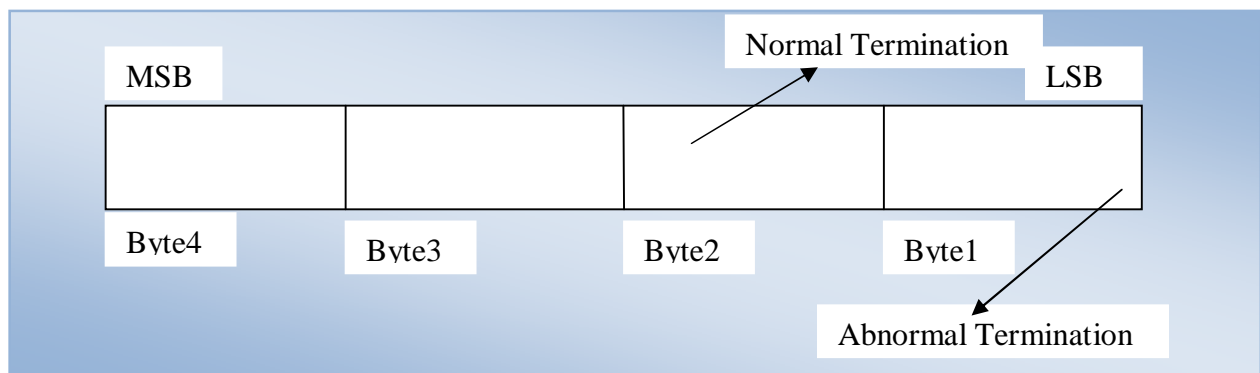 Normal Termination
MSB
LSB
Byte4
Byte3
Byte2
Byte1
Abnormal Termination